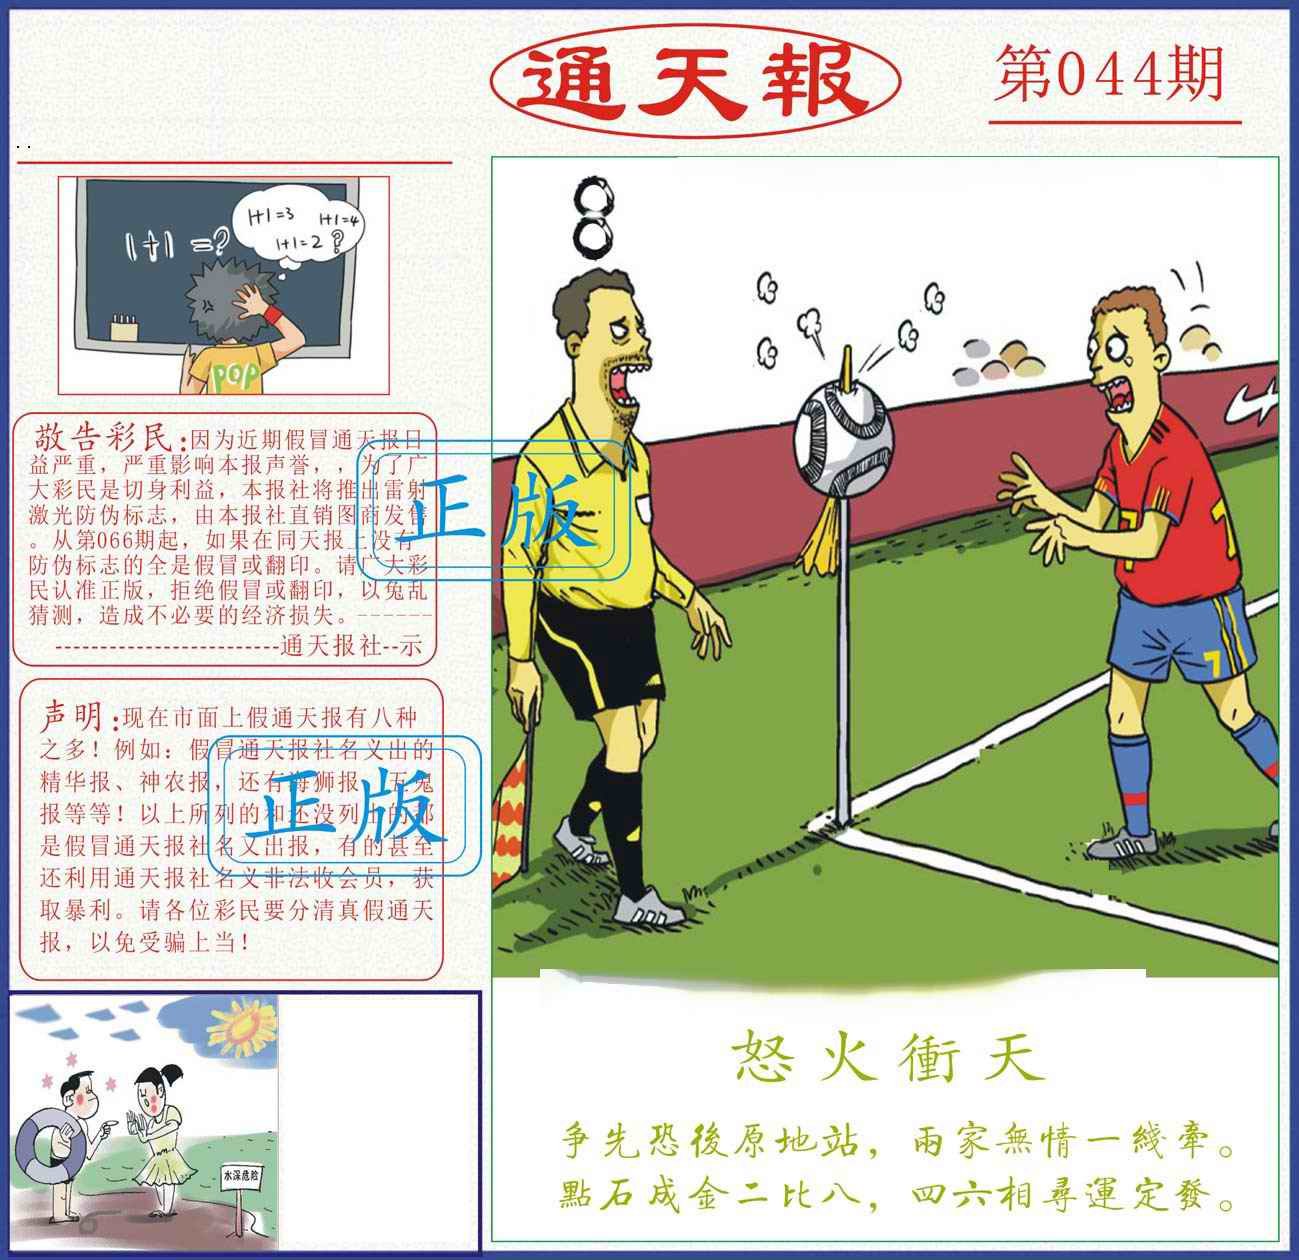 通天報
第044期
1+1=3
1+1=4
1+1=2?
1+1=?
POP
敬告彩民:因为近期假冒通天报日
益严重，严重影响本报声誉，，为了广
大彩民是切身利益，本报社将推出雷射
激光防伪标志，由本报社直销图商发售
。从第066期起，如果在同天报上没有
防伪标志的全是假冒或翻印。请广大彩
民认准正版，拒绝假冒或翻印，以兔乱
猜测，造成不必要的经济损失。------
-------------------------通天报社--示
正版
声明:现在市面上假通天报有八种
之多！例如：假冒通天报社名义出的
精华报、神农报，还有海狮报、五鬼
报等等！以上所列的和还没列上的都
是假冒通天报社名义出报，有的甚至
还利用通天报社名义非法收会员，获
取暴利。请各位彩民要分清真假通天
报，以免受骗上当！
正版
水深危险
8
7
怒火衝天
爭先恐後原地站，兩家無情一綫牽。
點石成金二比八，四六相尋運定發。